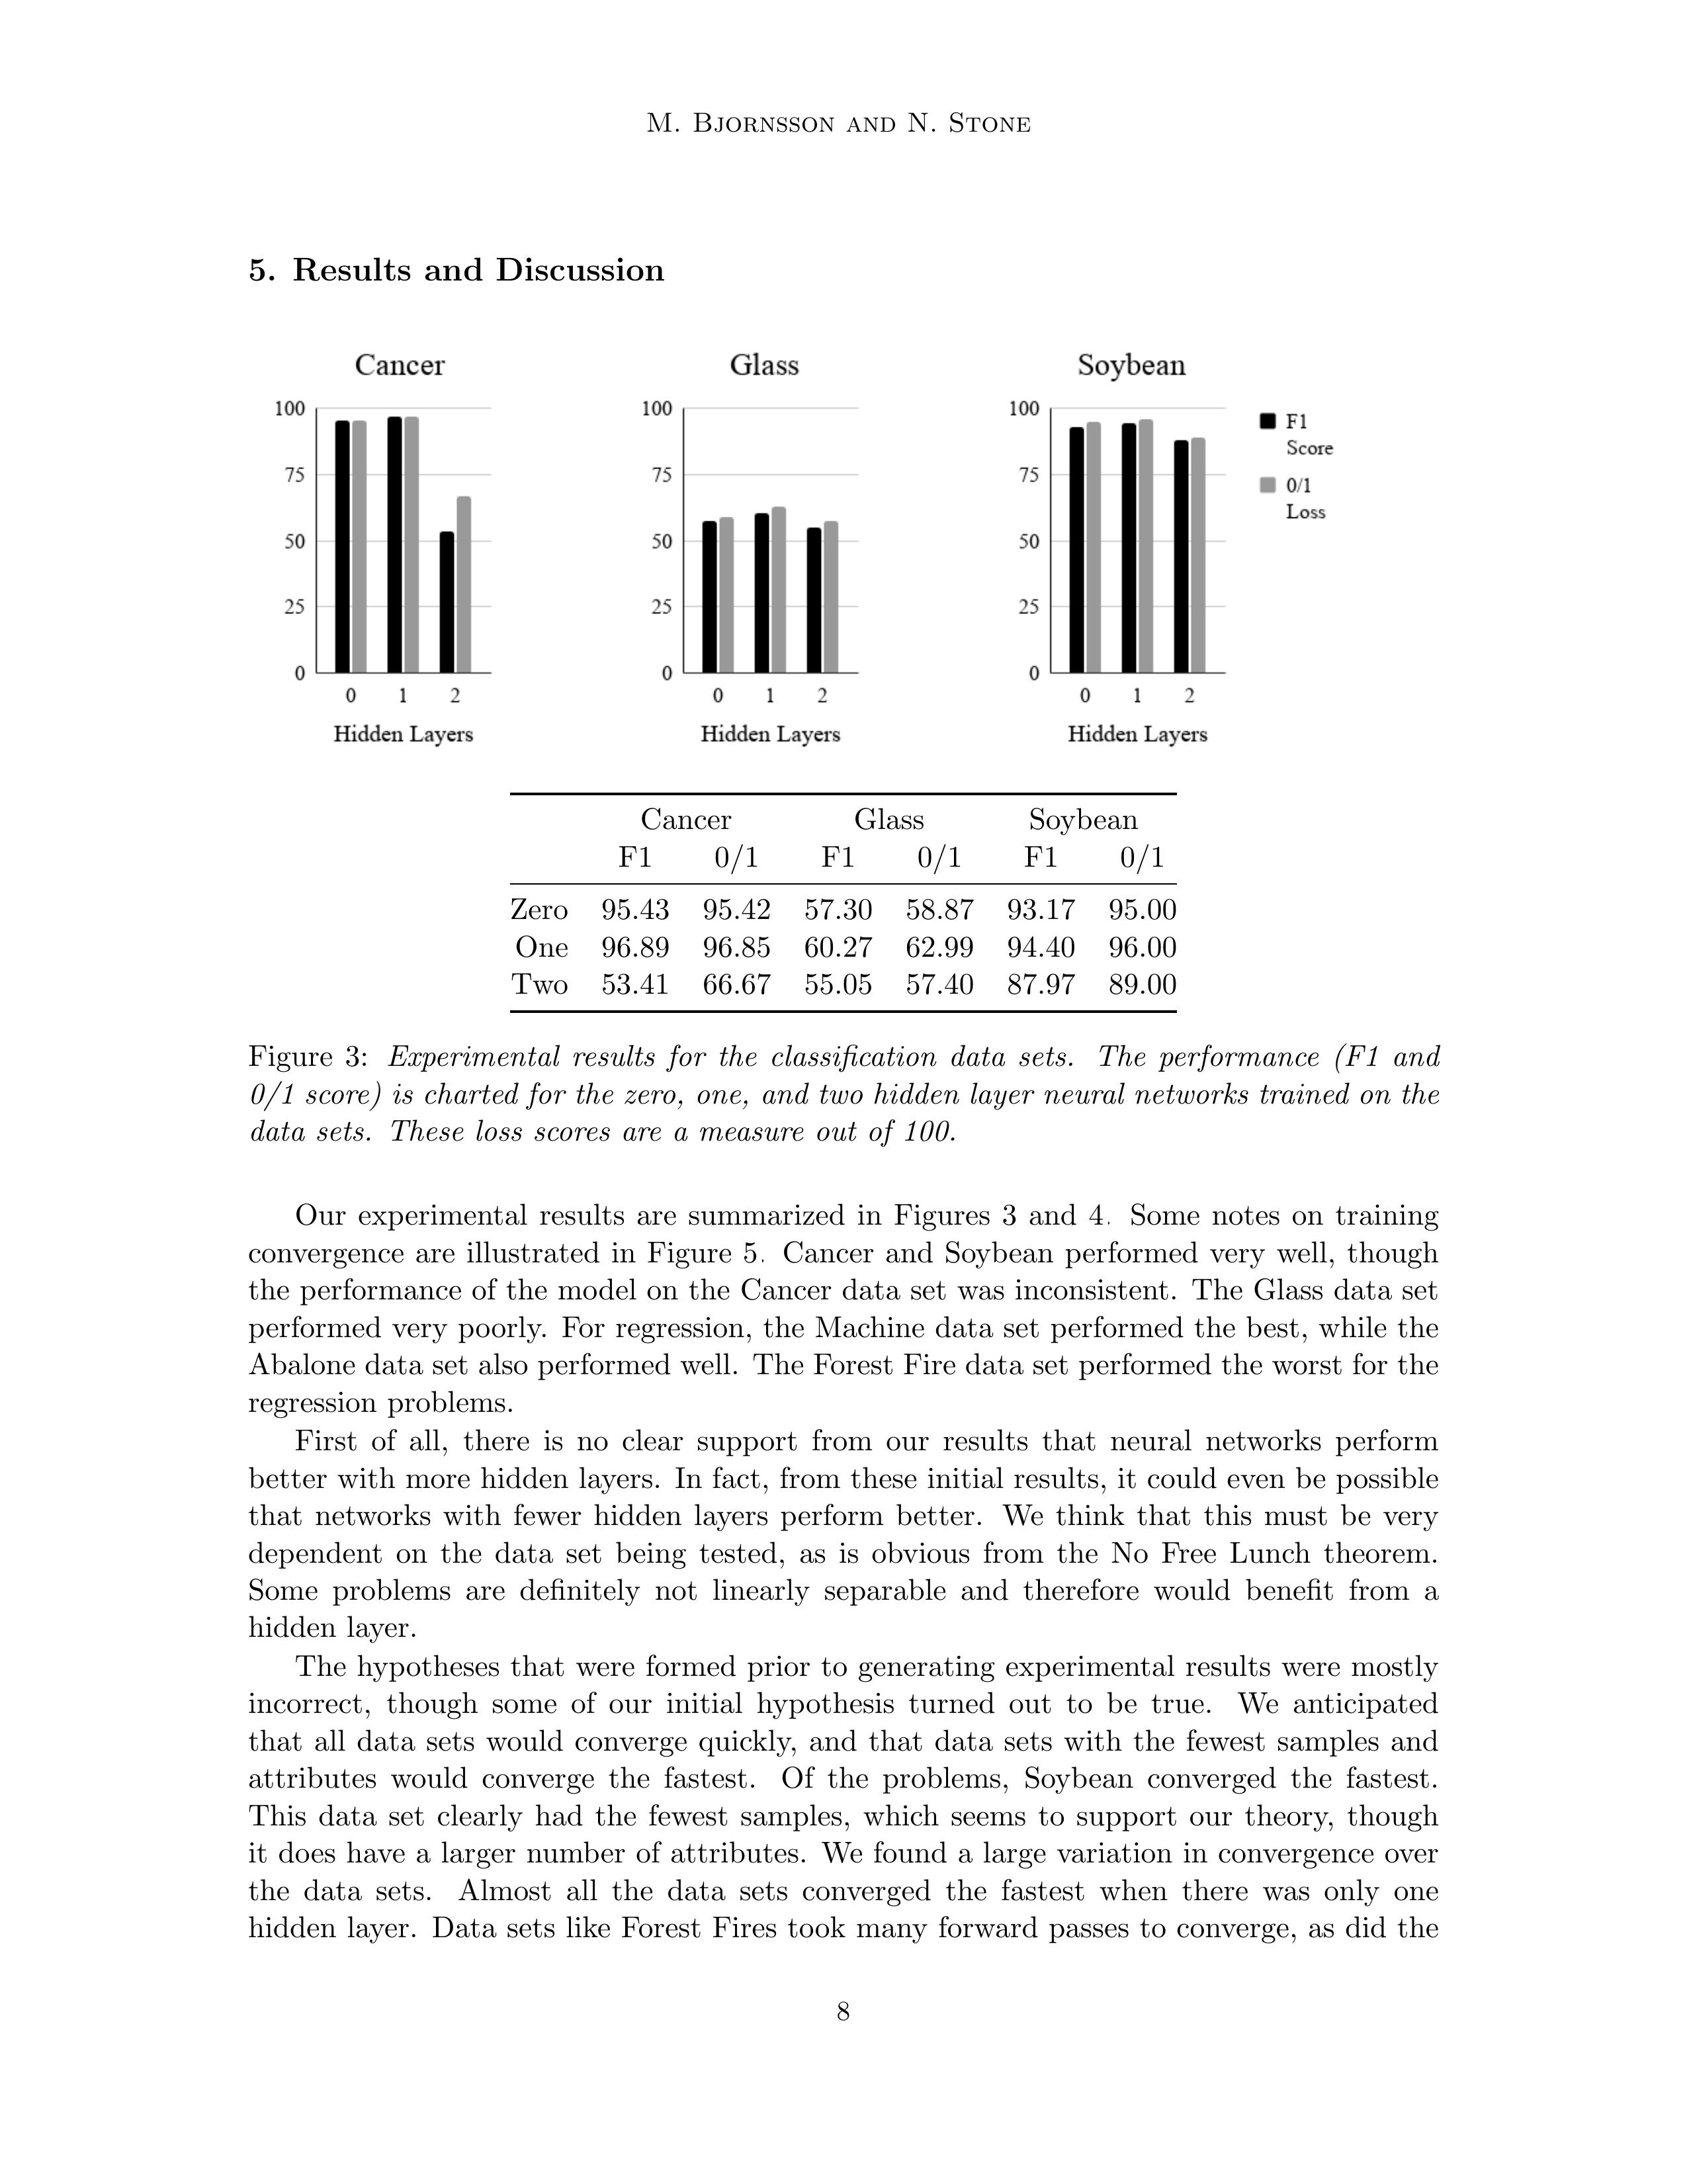 M. Bjornsson and N. Stone
5. Results and Discussion
Cancer
100
75
50
25
0
0 1 2
Hidden Layers
Glass
100
75
50
25
0
0 1 2
Hidden Layers
Soybean
100
75
50
25
0
0 1 2
Hidden Layers
F1
Score
0/1
Loss
Cancer Glass Soybean
F1 0/1 F1 0/1 F1 0/1
Zero 95.43 95.42 57.30 58.87 93.17 95.00
One 96.89 96.85 60.27 62.99 94.40 96.00
Two 53.41 66.67 55.05 57.40 87.97 89.00
Figure 3: Experimental results for the classification data sets. The performance (F1 and
0/1 score) is charted for the zero, one, and two hidden layer neural networks trained on the
data sets. These loss scores are a measure out of 100.
Our experimental results are summarized in Figures 3 and 4. Some notes on training
convergence are illustrated in Figure 5. Cancer and Soybean performed very well, though
the performance of the model on the Cancer data set was inconsistent. The Glass data set
performed very poorly. For regression, the Machine data set performed the best, while the
Abalone data set also performed well. The Forest Fire data set performed the worst for the
regression problems.
First of all, there is no clear support from our results that neural networks perform
better with more hidden layers. In fact, from these initial results, it could even be possible
that networks with fewer hidden layers perform better. We think that this must be very
dependent on the data set being tested, as is obvious from the No Free Lunch theorem.
Some problems are definitely not linearly separable and therefore would benefit from a
hidden layer.
The hypotheses that were formed prior to generating experimental results were mostly
incorrect, though some of our initial hypothesis turned out to be true. We anticipated
that all data sets would converge quickly, and that data sets with the fewest samples and
attributes would converge the fastest. Of the problems, Soybean converged the fastest.
This data set clearly had the fewest samples, which seems to support our theory, though
it does have a larger number of attributes. We found a large variation in convergence over
the data sets. Almost all the data sets converged the fastest when there was only one
hidden layer. Data sets like Forest Fires took many forward passes to converge, as did the
8